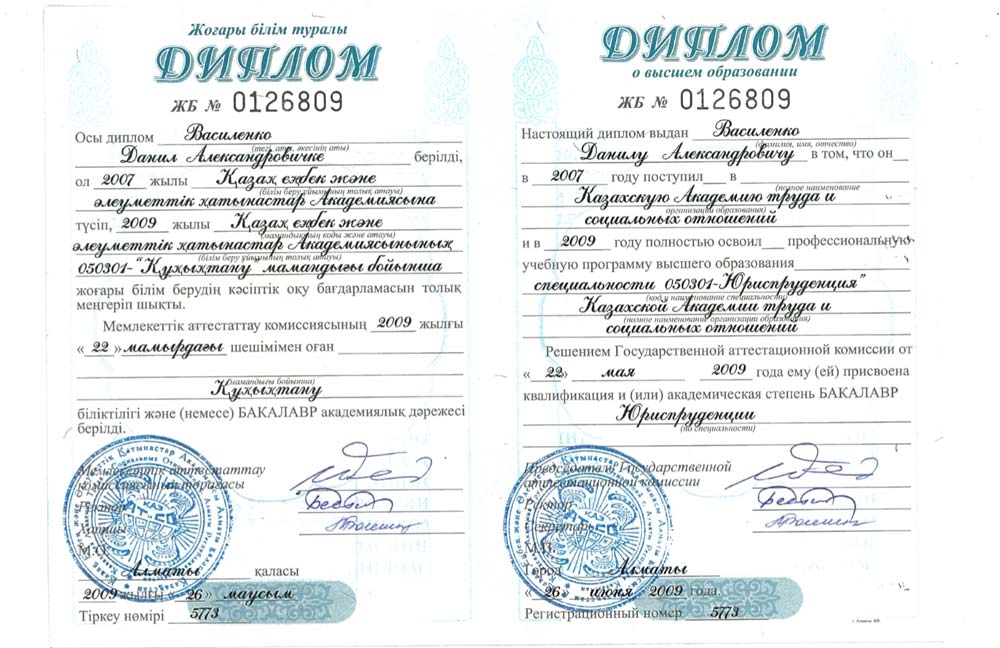 Жоғары білім туралы
ДИПЛОМ
ЖБ № 0126809
Осы диплом Василенко
(тегі, аты, әкесінің аты)
Данил Александровичке берілді,
ол 2007 жылы Қазақ еңбек және
(білім беру ұйымының толық атауы)
әлеуметтік қатынастар Академиясына
түсіп, 2009 жылы Қазақ еңбек және
(мамандықтың коды және атауы)
әлеуметтік қатынастар Академиясынының
(білім беру ұйымының толық атауы)
050301-"Құқықтану" мамандығы бойынша
жоғары білім берудің кәсіптік оқу бағдарламасын толық
меңгеріп шықты.
Мемлекеттік аттестаттау комиссиясының 2009 жылғы
« 22 » мамырдағы шешімімен оған
(мамандығы бойынша)
Құқықтану
біліктілігі және (немесе) БАКАЛАВР академиялық дәрежесі
берілді.
Мемлекеттік аттестаттау
комиссиясының төрағасы
Ректор
Хатшы
М.О.
Алматы қаласы
2009 жылғы « 26 » маусым
Тіркеу нөмірі 5773
ДИПЛОМ
о высшем образовании
ЖБ № 0126809
Настоящий диплом выдан Василенко
(фамилия, имя, отчество)
Данилу Александровичу в том, что он
в 2007 году поступил в
(полное наименование
Казахскую Академию труда и
организации образования)
социальных отношений
и в 2009 году полностью освоил профессиональную
учебную программу высшего образования
специальности 050301-Юриспруденция"
(код и наименование специальности)
Казахской Академии труда и
(полное наименование организации образования)
социальных отношений
Решением Государственной аттестационной комиссии от
« 22 » мая 2009 года ему (ей) присвоена
квалификация и (или) академическая степень БАКАЛАВР
Юриспруденции
(по специальности)
Председатель Государственной
аттестационной комиссии
Ректор
Секретарь
М.П.
Город Алматы
« 26 » июня 2009 года.
Регистрационный номер 5773